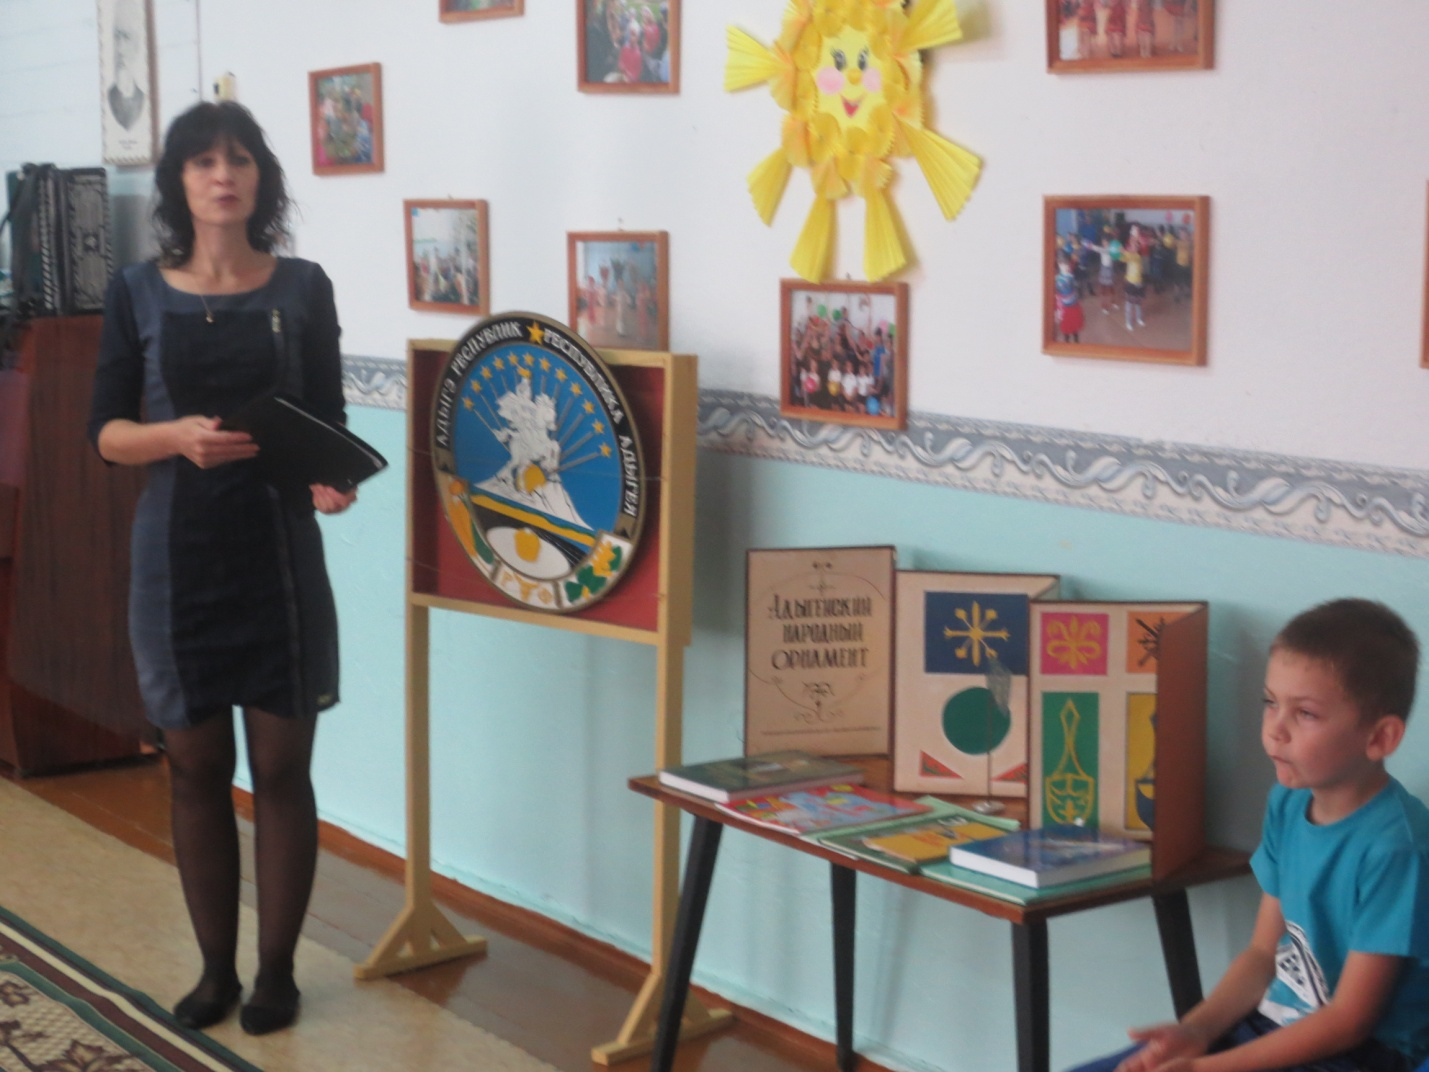 АДЫГЭ РЕСПУБЛИК ★ РЕСПУБЛИКА АДЫГЕЯ
АДЫГЕЙСКИЙ
НАРОДНЫЙ
ОРНАМЕНТ